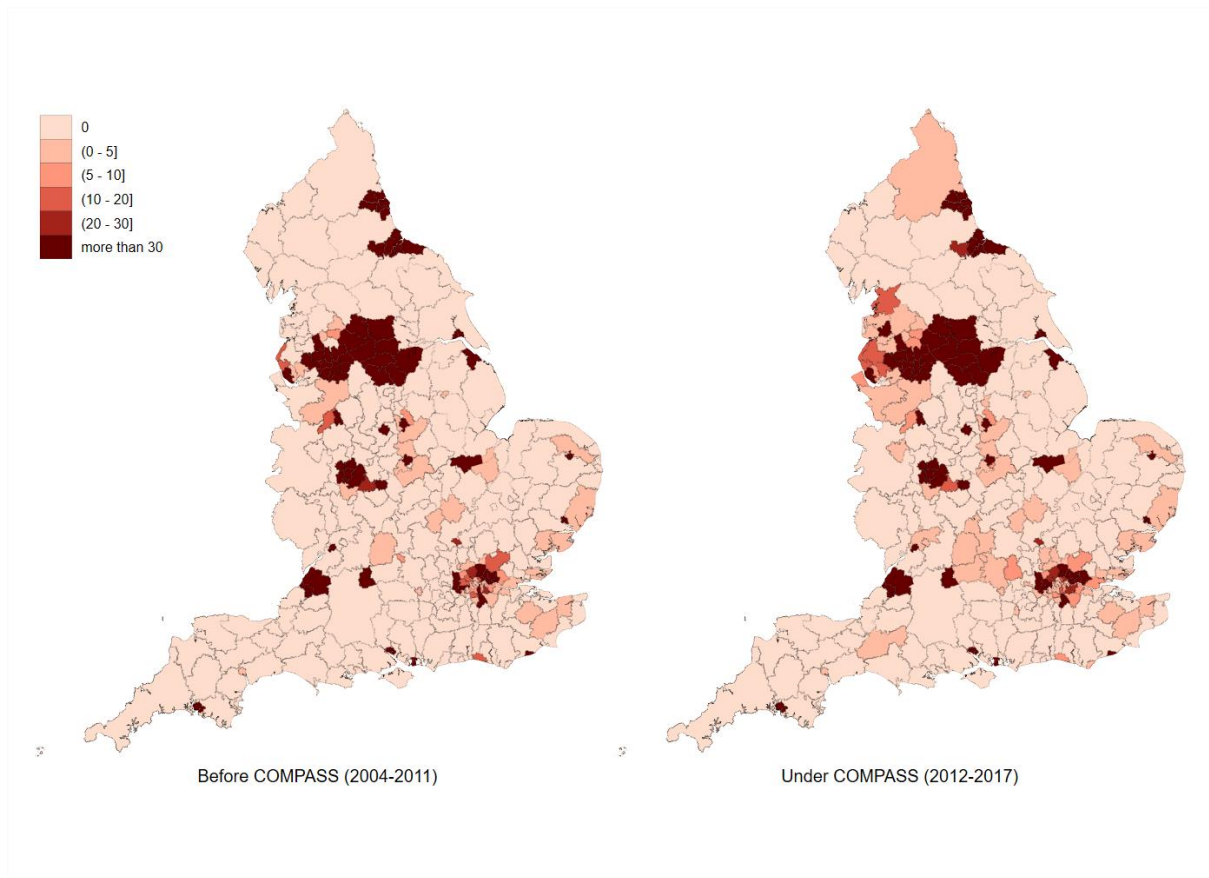 0
(0 - 5]
(5 - 10]
(10 - 20]
(20 - 30]
more than 30
Before COMPASS (2004-2011)
Under COMPASS (2012-2017)